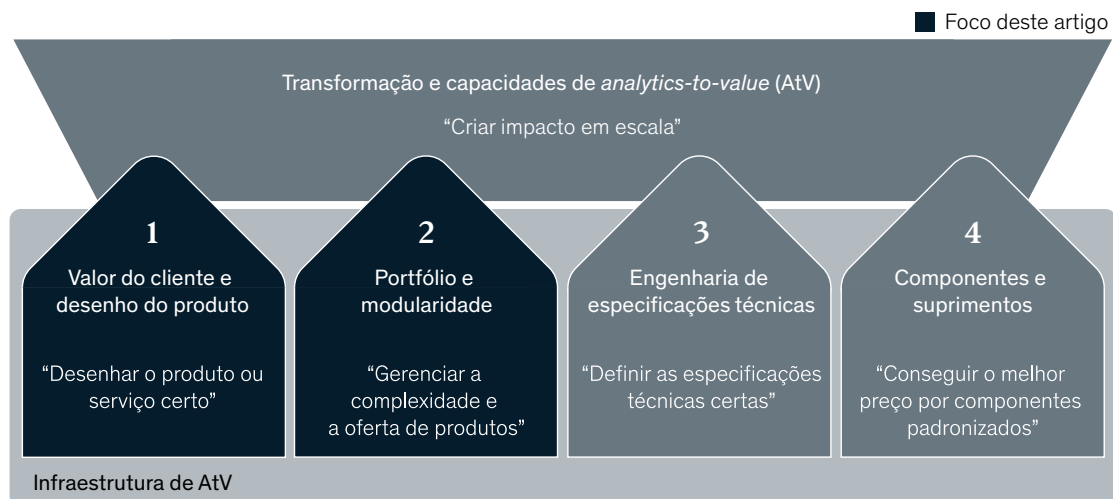 Foco deste artigo
Transformação e capacidades de analytics-to-value (AtV)
“Criar impacto em escala”
1
Valor do cliente e
desenho do produto
“Desenhar o produto ou
serviço certo”
2
Portfólio e
modularidade
“Gerenciar a
complexidade e
a oferta de produtos”
3
Engenharia de
especificações técnicas
“Definir as especificações
técnicas certas”
4
Componentes e
suprimentos
“Conseguir o melhor
preço por componentes
padronizados”
Infraestrutura de AtV